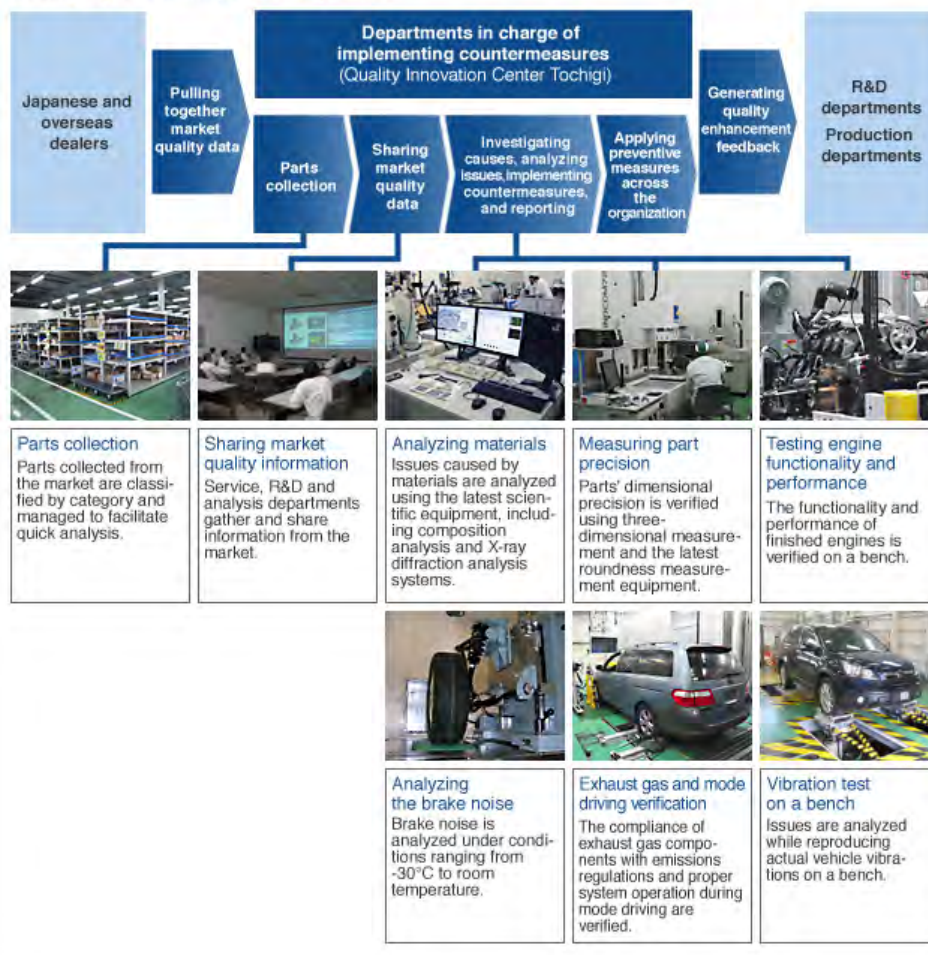 Departments in charge of
implementing countermeasures
(Quality Innovation Center Tochigi)
Japanese and
overseas
dealers
Pulling
together
market
quality data
Parts
collection
Sharing
market
quality
data
Investigating
causes, analyzing
issues, implementing
countermeasures,
and reporting
Applying
preventive
measures
across
the
organization
Generating
quality
enhancement
feedback
R&D
departments
Production
departments
Parts collection
Parts collected from
the market are classi-
fied by category and
managed to facilitate
quick analysis.
Sharing market
quality information
Service, R&D and
analysis departments
gather and share
information from the
market.
Analyzing materials
Issues caused by
materials are analyzed
using the latest scien-
tific equipment, includ-
ing composition
analysis and X-ray
diffraction analysis
systems.
Measuring part
precision
Parts' dimensional
precision is verified
using three-
dimensional measure-
ment and the latest
roundness measure-
ment equipment.
Testing engine
functionality and
performance
The functionality and
performance of
finished engines is
verified on a bench.
Analyzing
the brake noise
Brake noise is
analyzed under condi-
tions ranging from
-30°C to room
temperature.
Exhaust gas and mode
driving verification
The compliance of
exhaust gas compo-
nents with emissions
regulations and proper
system operation during
mode driving are
verified.
Vibration test
on a bench
Issues are analyzed
while reproducing
actual vehicle vibra-
tions on a bench.